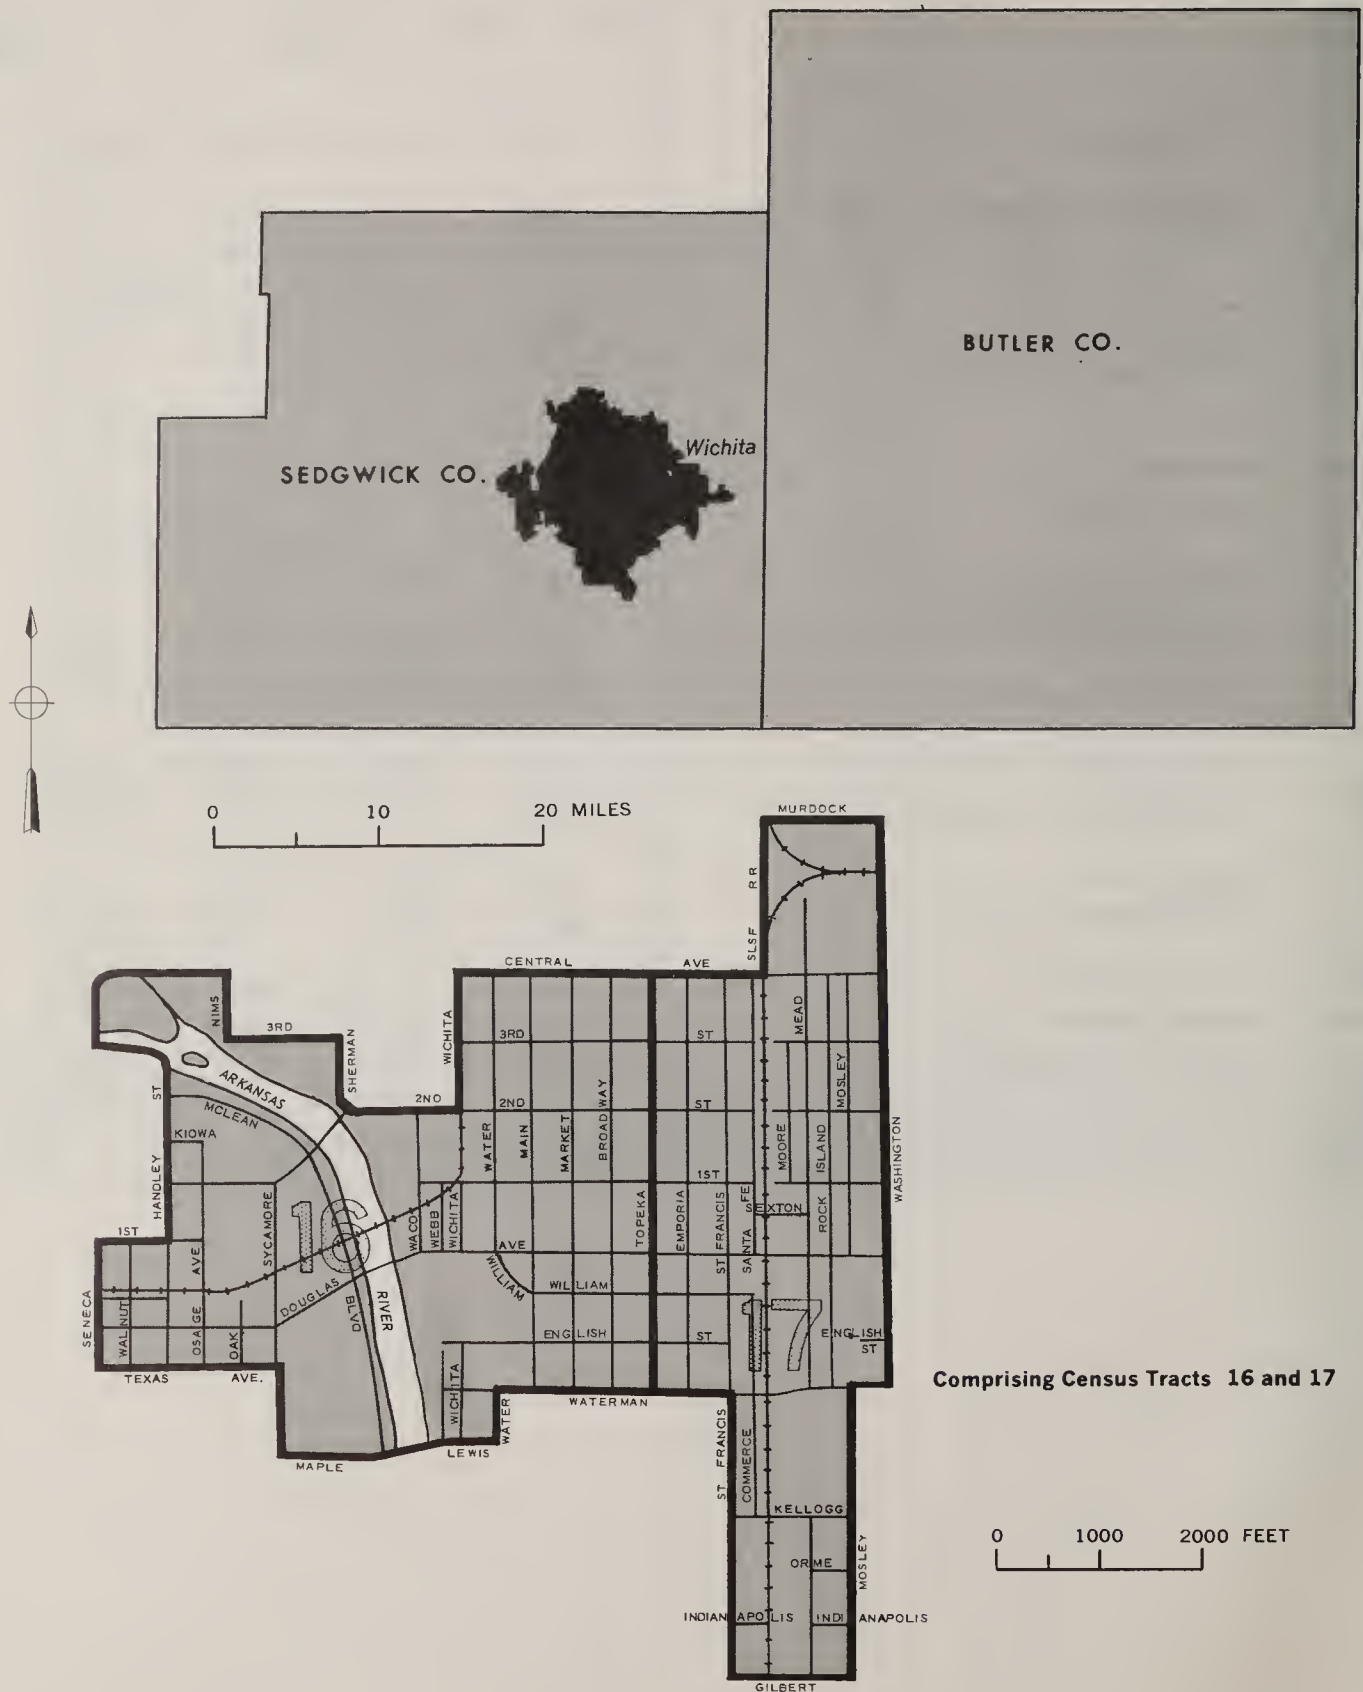 BUTLER CO.
Wichita
SEDGWICK CO.
0 10 20 MILES
MURDOCK
SLSF R R
CENTRAL AVE
NIMS
3RD
SHERMAN
WICHITA
3RD ST
MEAD
ARKANSAS
MCLEAN
HANDLEY ST
2ND
2ND ST
MOSLEY
KIOWA
WATER
MAIN
MARKET
BROADWAY
MOORE
ISLAND
WASHINGTON
1ST
SYCAMORE
16
WACO
WEBB
WICHITA
TOPEKA
EMPORIA
ST FRANCIS
SANTA FE
SEXTON
ROCK
1ST
AVE
WILLIAM
WILLIAM
SENECA
WALNUT
OSAGE AVE
OAK
DOUGLAS
BLVD
RIVER
ENGLISH ST
17
ENGLISH ST
TEXAS AVE.
WICHITA
WATER
WATERMAN
Comprising Census Tracts 16 and 17
MAPLE
LEWIS
ST FRANCIS
COMMERCE
KELLOGG
0 1000 2000 FEET
ORME
MOSLEY
INDIANAPOLIS INDIANAPOLIS
GILBERT